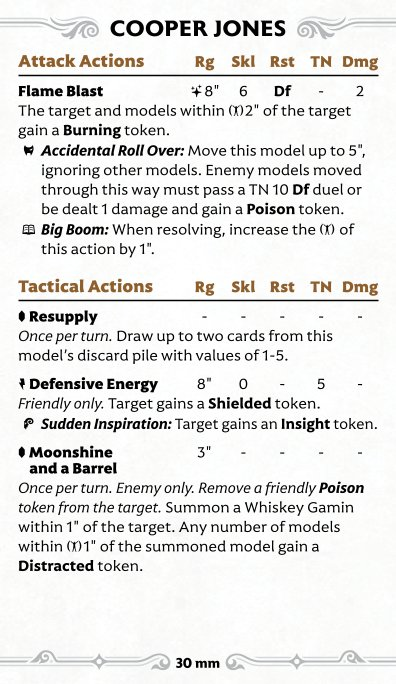 COOPER JONES
Attack Actions Rg Skl Rst TN Dmg
Flame Blast 8" 6 Df - 2
The target and models within 2" of the target
gain a Burning token.
Accidental Roll Over: Move this model up to 5",
ignoring other models. Enemy models moved
through this way must pass a TN 10 Df duel or
be dealt 1 damage and gain a Poison token.
Big Boom: When resolving, increase the of
this action by 1".
Tactical Actions Rg Skl Rst TN Dmg
Resupply - - - - -
Once per turn. Draw up to two cards from this
model's discard pile with values of 1-5.
Defensive Energy 8" 0 - 5 -
Friendly only. Target gains a Shielded token.
Sudden Inspiration: Target gains an Insight token.
Moonshine 3" - - - -
and a Barrel
Once per turn. Enemy only. Remove a friendly Poison
token from the target. Summon a Whiskey Gamin
within 1" of the target. Any number of models
within 1" of the summoned model gain a
Distracted token.
30 mm